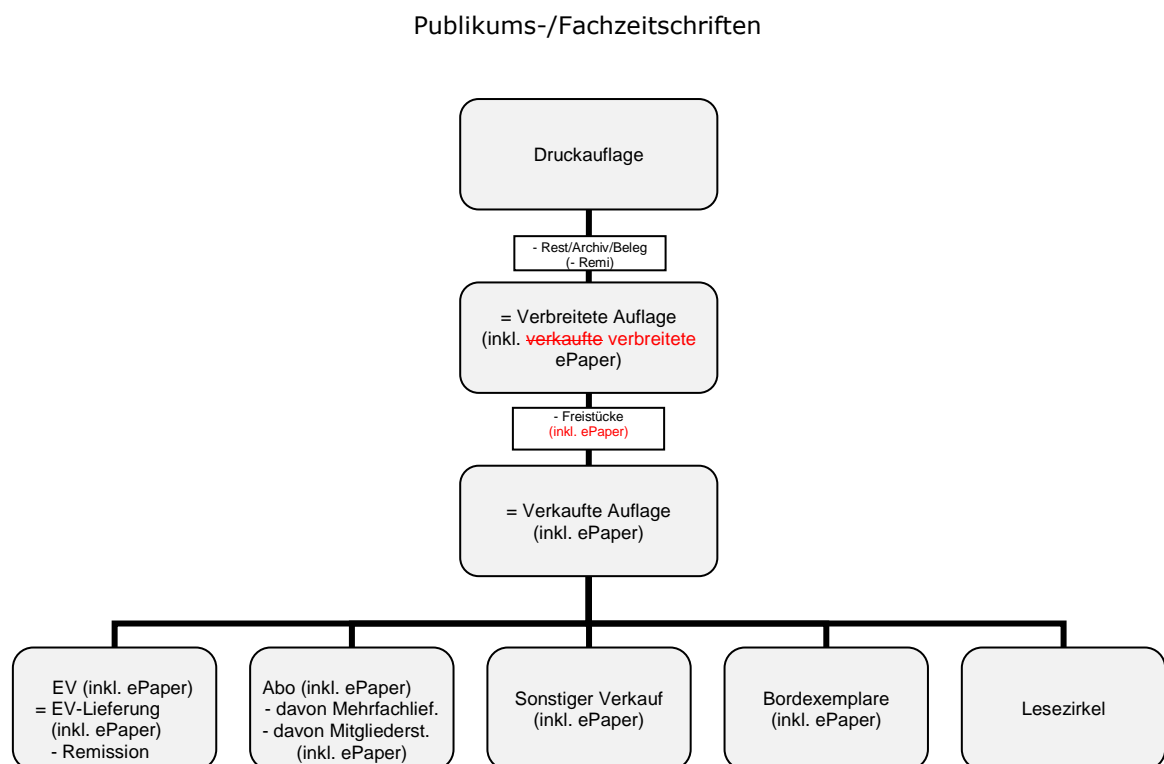 Publikums-/Fachzeitschriften
Druckauflage
- Rest/Archiv/Beleg
(- Remi)
= Verbreitete Auflage
(inkl. verkaufte verbreitete
ePaper)
- Freistücke
(inkl. ePaper)
= Verkaufte Auflage
(inkl. ePaper)
EV (inkl. ePaper)
= EV-Lieferung
(inkl. ePaper)
- Remission
Abo (inkl. ePaper)
- davon Mehrfachlief.
- davon Mitgliederst.
(inkl. ePaper)
Sonstiger Verkauf
(inkl. ePaper)
Bordexemplare
(inkl. ePaper)
Lesezirkel